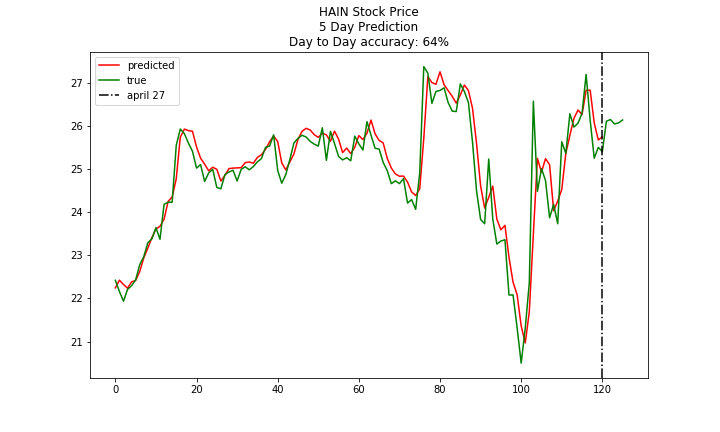 HAIN Stock Price
5 Day Prediction
Day to Day accuracy: 64%
predicted
true
april 27
27
26
25
24
23
22
21
0 20 40 60 80 100 120